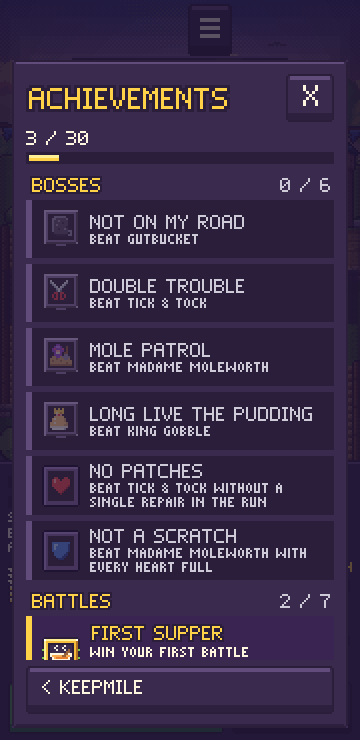 ACHIEVEMENTS X
3 / 30
BOSSES 0 / 6
NOT ON MY ROAD
BEAT GUTBUCKET
DOUBLE TROUBLE
BEAT TICK & TOCK
MOLE PATROL
BEAT MADAME MOLEWORTH
LONG LIVE THE PUDDING
BEAT KING GOBBLE
NO PATCHES
BEAT TICK & TOCK WITHOUT A
SINGLE REPAIR IN THE RUN
NOT A SCRATCH
BEAT MADAME MOLEWORTH WITH
EVERY HEART FULL
BATTLES 2 / 7
FIRST SUPPER
WIN YOUR FIRST BATTLE
< KEEPMILE